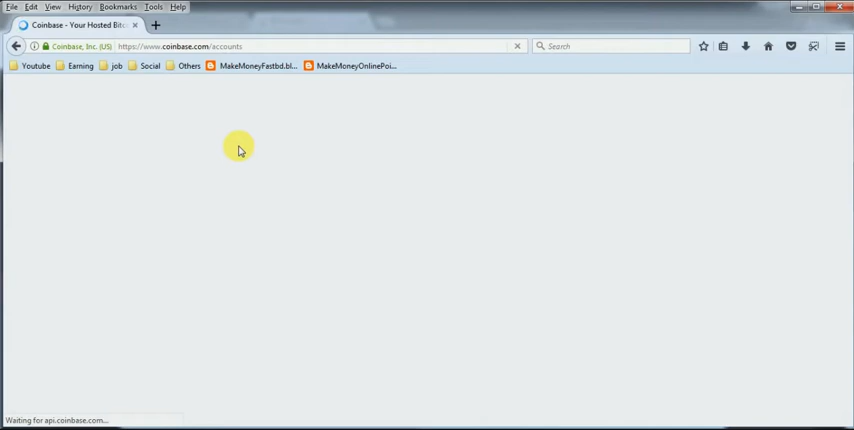 File Edit View History Bookmarks Tools Help
Coinbase - Your Hosted Bitc
Coinbase, Inc. (US) https://www.coinbase.com/accounts Search
Youtube Earning job Social Others MakeMoneyFastbd.bl... MakeMoneyOnlinePoi...
Waiting for api.coinbase.com...